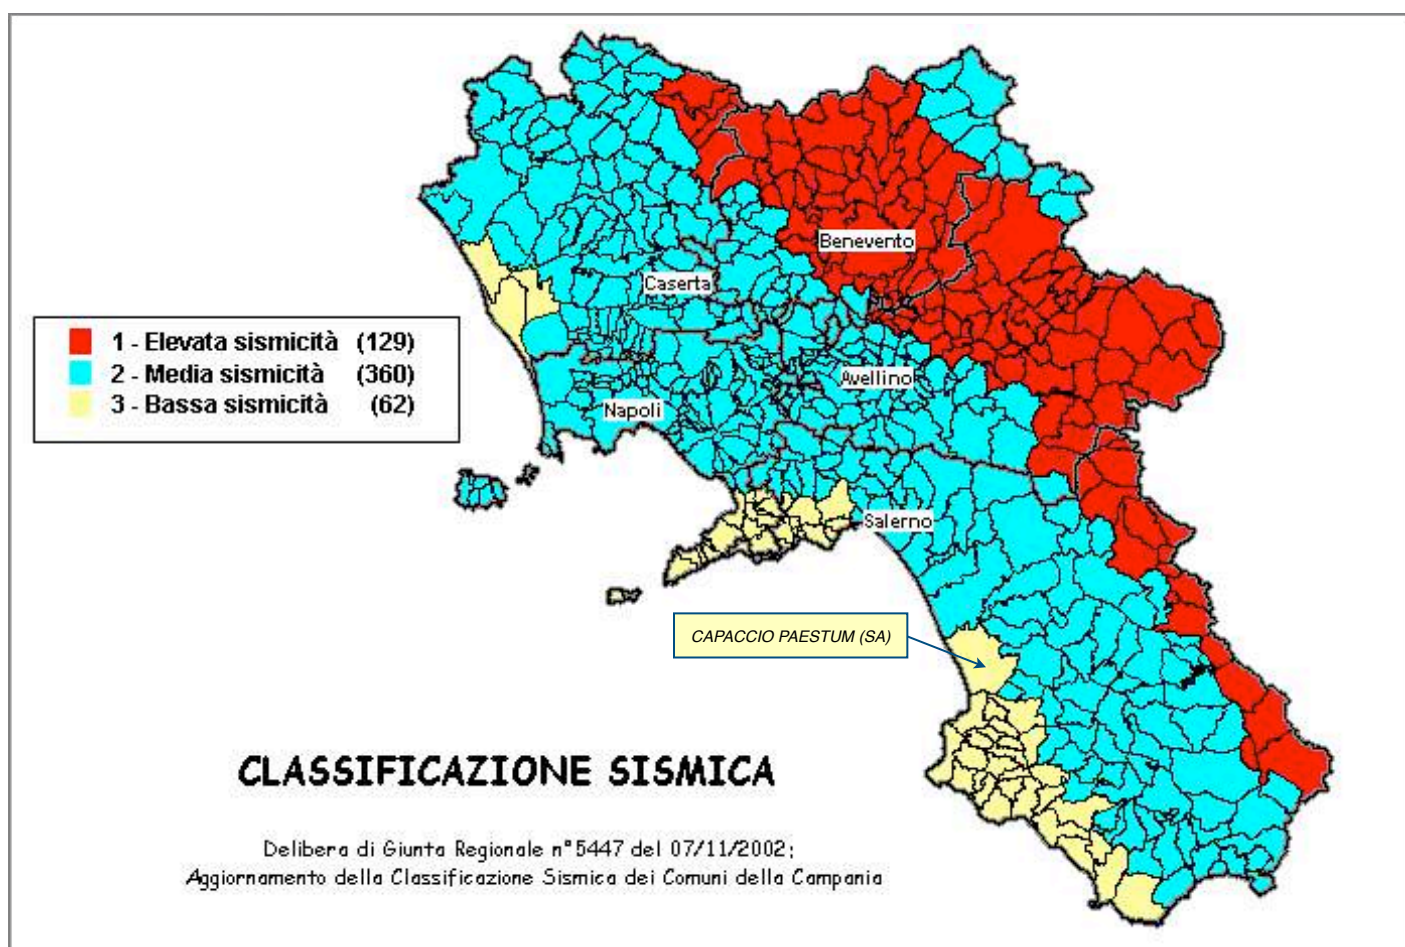 Benevento
Caserta
1 - Elevata sismicità (129)
2 - Media sismicità (360)
3 - Bassa sismicità (62)
Avellino
Napoli
Salerno
CAPACCIO PAESTUM (SA)
CLASSIFICAZIONE SISMICA
Delibera di Giunta Regionale n°5447 del 07/11/2002;
Aggiornamento della Classificazione Sismica dei Comuni della Campania